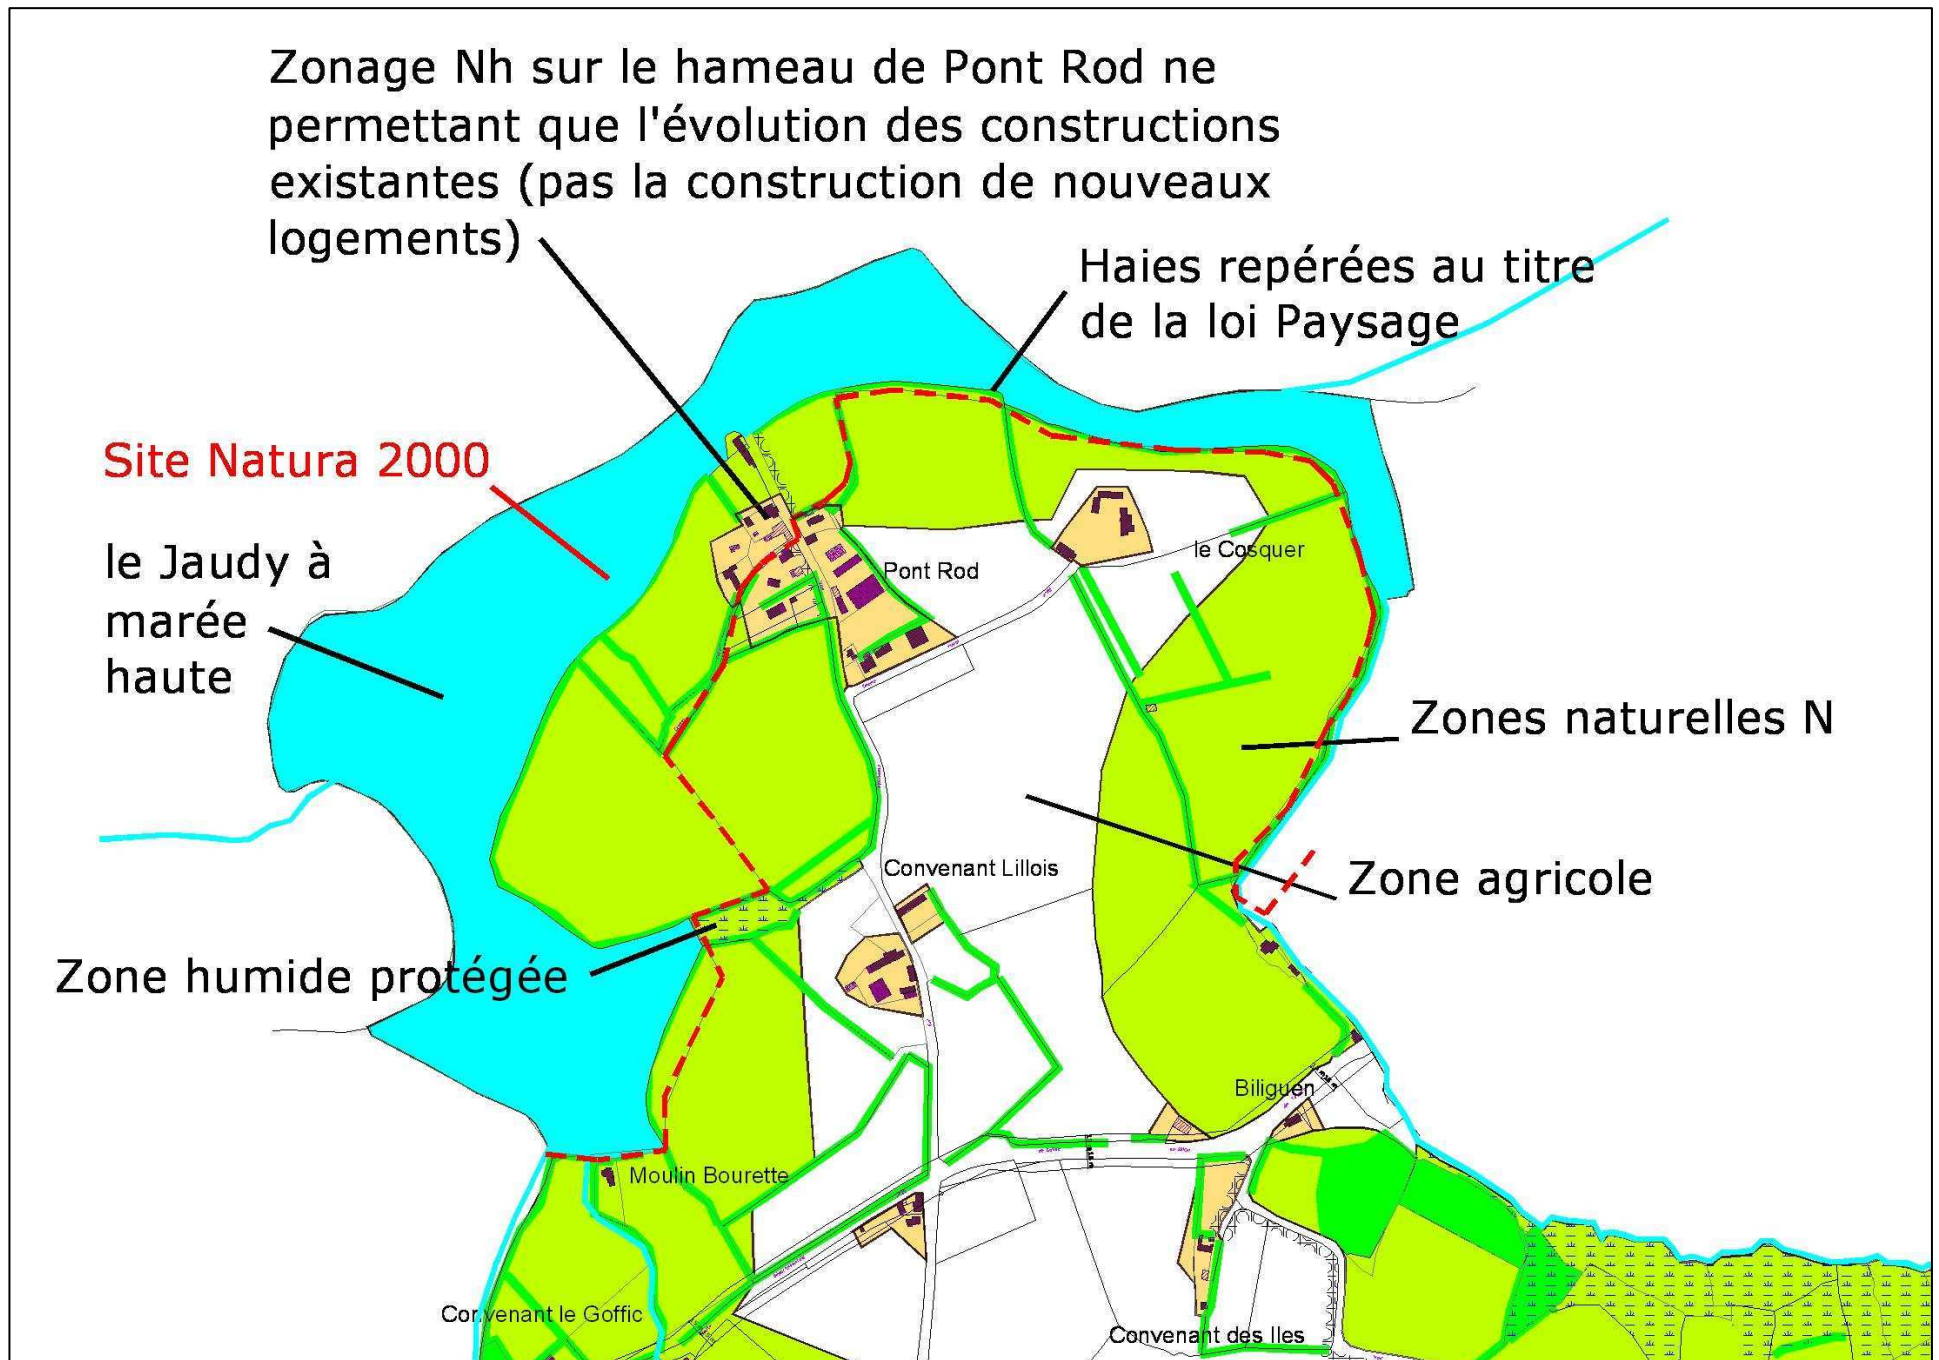 Zonage Nh sur le hameau de Pont Rod ne
permettant que l'évolution des constructions
existantes (pas la construction de nouveaux
logements)
Haies repérées au titre
de la loi Paysage
Site Natura 2000
le Jaudy à
marée
haute
le Cosquer
Pont Rod
Zones naturelles N
Convenant Lillois
Zone agricole
Zone humide protégée
Biliguen
Moulin Bourette
Convenant le Goffic
Convenant des Iles